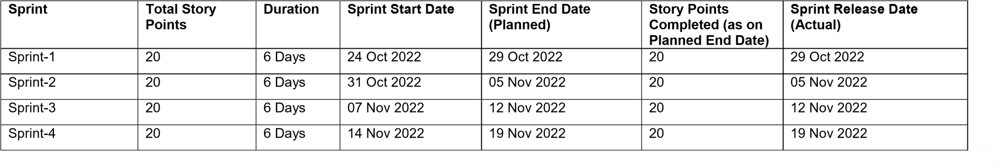 Sprint Total Story Points Duration Sprint Start Date Sprint End Date (Planned) Story Points Completed (as on Planned End Date) Sprint Release Date (Actual)
Sprint-1 20 6 Days 24 Oct 2022 29 Oct 2022 20 29 Oct 2022
Sprint-2 20 6 Days 31 Oct 2022 05 Nov 2022 20 05 Nov 2022
Sprint-3 20 6 Days 07 Nov 2022 12 Nov 2022 20 12 Nov 2022
Sprint-4 20 6 Days 14 Nov 2022 19 Nov 2022 20 19 Nov 2022